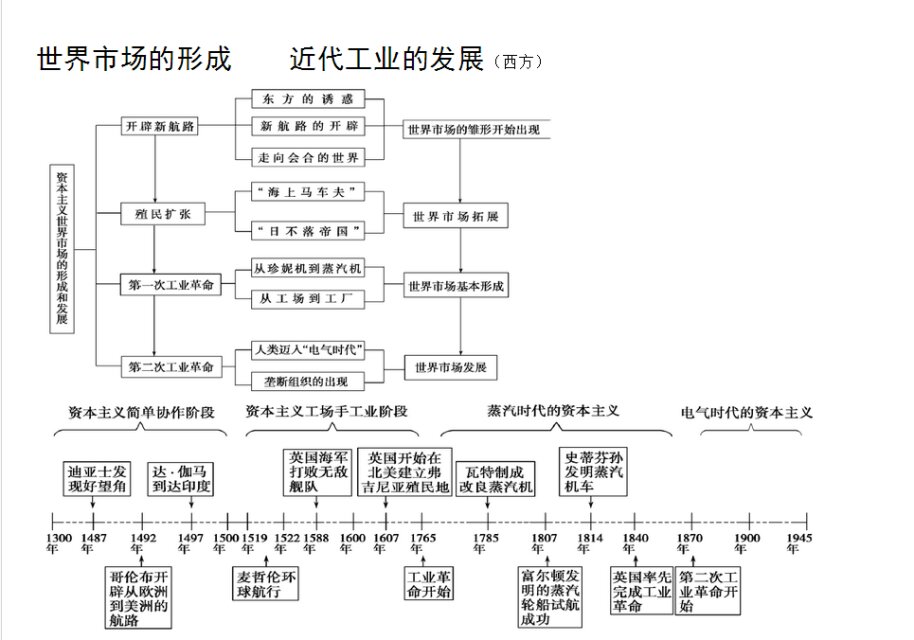 世界市场的形成 近代工业的发展（西方）
资本主义世界市场的形成和发展
开辟新航路
东方的诱惑
新航路的开辟
走向会合的世界
世界市场的雏形开始出现
殖民扩张
“海上马车夫”
“日不落帝国”
世界市场拓展
第一次工业革命
从珍妮机到蒸汽机
从工场到工厂
世界市场基本形成
第二次工业革命
人类迈入“电气时代”
垄断组织的出现
世界市场发展
资本主义简单协作阶段
资本主义工场手工业阶段
蒸汽时代的资本主义
电气时代的资本主义
迪亚士发
现好望角
达·伽马
到达印度
英国海军
打败无敌
舰队
英国开始在
北美建立弗
吉尼亚殖民地
瓦特制成
改良蒸汽机
史蒂芬孙
发明蒸汽
机车
1300年
1487年
1492年
1497年
1500年
1519年
1522年
1588年
1600年
1607年
1765年
1785年
1807年
1814年
1840年
1870年
1900年
1945年
哥伦布开
辟从欧洲
到美洲的
航路
麦哲伦环
球航行
工业革
命开始
富尔顿发
明的蒸汽
轮船试航
成功
英国率先
完成工业
革命
第二次工
业革命开
始